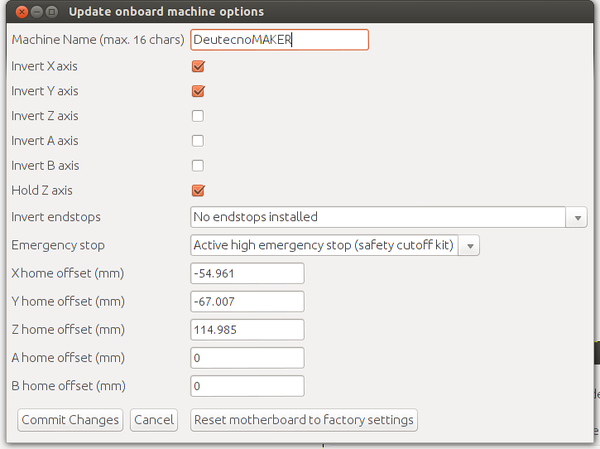 Update onboard machine options
Machine Name (max. 16 chars) DeutecnoMAKER
Invert X axis
Invert Y axis
Invert Z axis
Invert A axis
Invert B axis
Hold Z axis
Invert endstops No endstops installed
Emergency stop Active high emergency stop (safety cutoff kit)
X home offset (mm) -54.961
Y home offset (mm) -67.007
Z home offset (mm) 114.985
A home offset (mm) 0
B home offset (mm) 0
Commit Changes Cancel Reset motherboard to factory settings